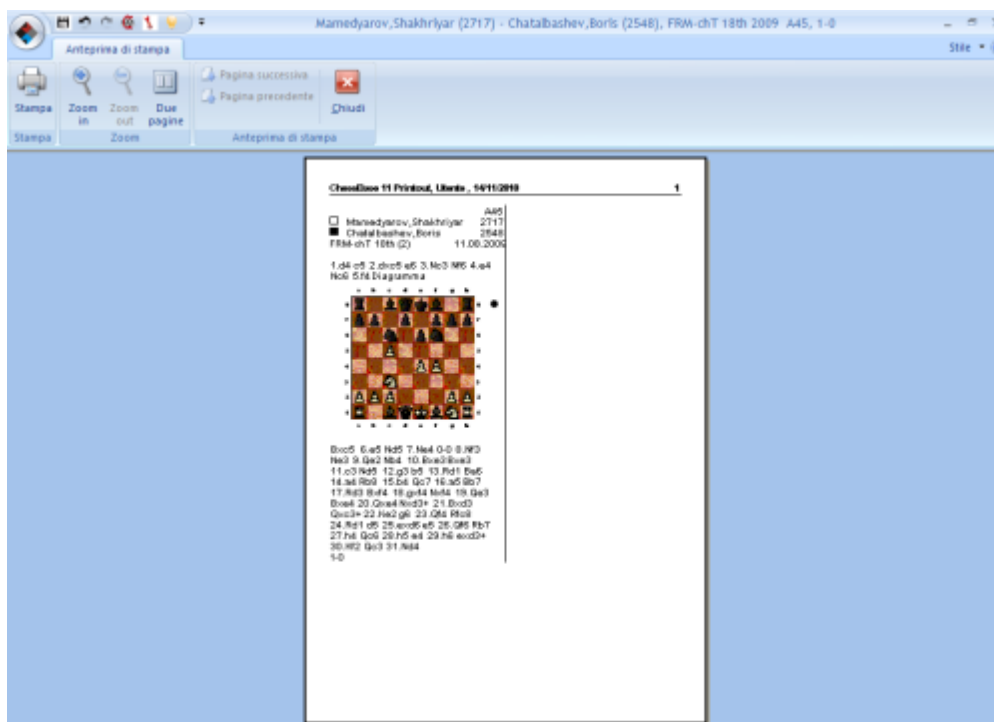 Mamedyarov,Shakhriyar (2717) - Chatalbashev,Boris (2548), FRM-chT 18th 2009 A45, 1-0
Anteprima di stampa
Stile
Stampa
Zoom in
Zoom out
Due pagine
Pagina successiva
Pagina precedente
Chiudi
Stampa
Zoom
Anteprima di stampa
ChessBase 11 Printout, Utente , 14/11/2010 1
A45
Mamedyarov,Shakhriyar 2717
Chatalbashev,Boris 2548
FRM-chT 18th (2) 11.08.2009
1.d4 c5 2.dxc5 e6 3.Nc3 Nf6 4.e4
Nc6 5.f4 Diagramma
Bxc5 6.e5 Nd5 7.Ne4 0-0 8.Nf3
9.Qe2 Nb4 10.Bxe3 Bxe3
11.c3 Nd5 12.g3 b5 13.Rd1
14.a4 Rb8 15.b4 Qc7 16.a5 Bb7
17.Rd3 Bxf4 18.gxf4 Nxf4 19.Qe3
Bxe4 20.Qxe4 Nxd3+ 21.Bxd3
Qxc3+ 22.Ke2 g6 23.Qf4 Rfc8
24.Rd1 d5 25.exd6 e5 26.Qf6 Rb7
27.h4 Qc6 28.h5 e4 29.h6 exd3+
30.Kf2 Qc3 31.Nd4
1-0